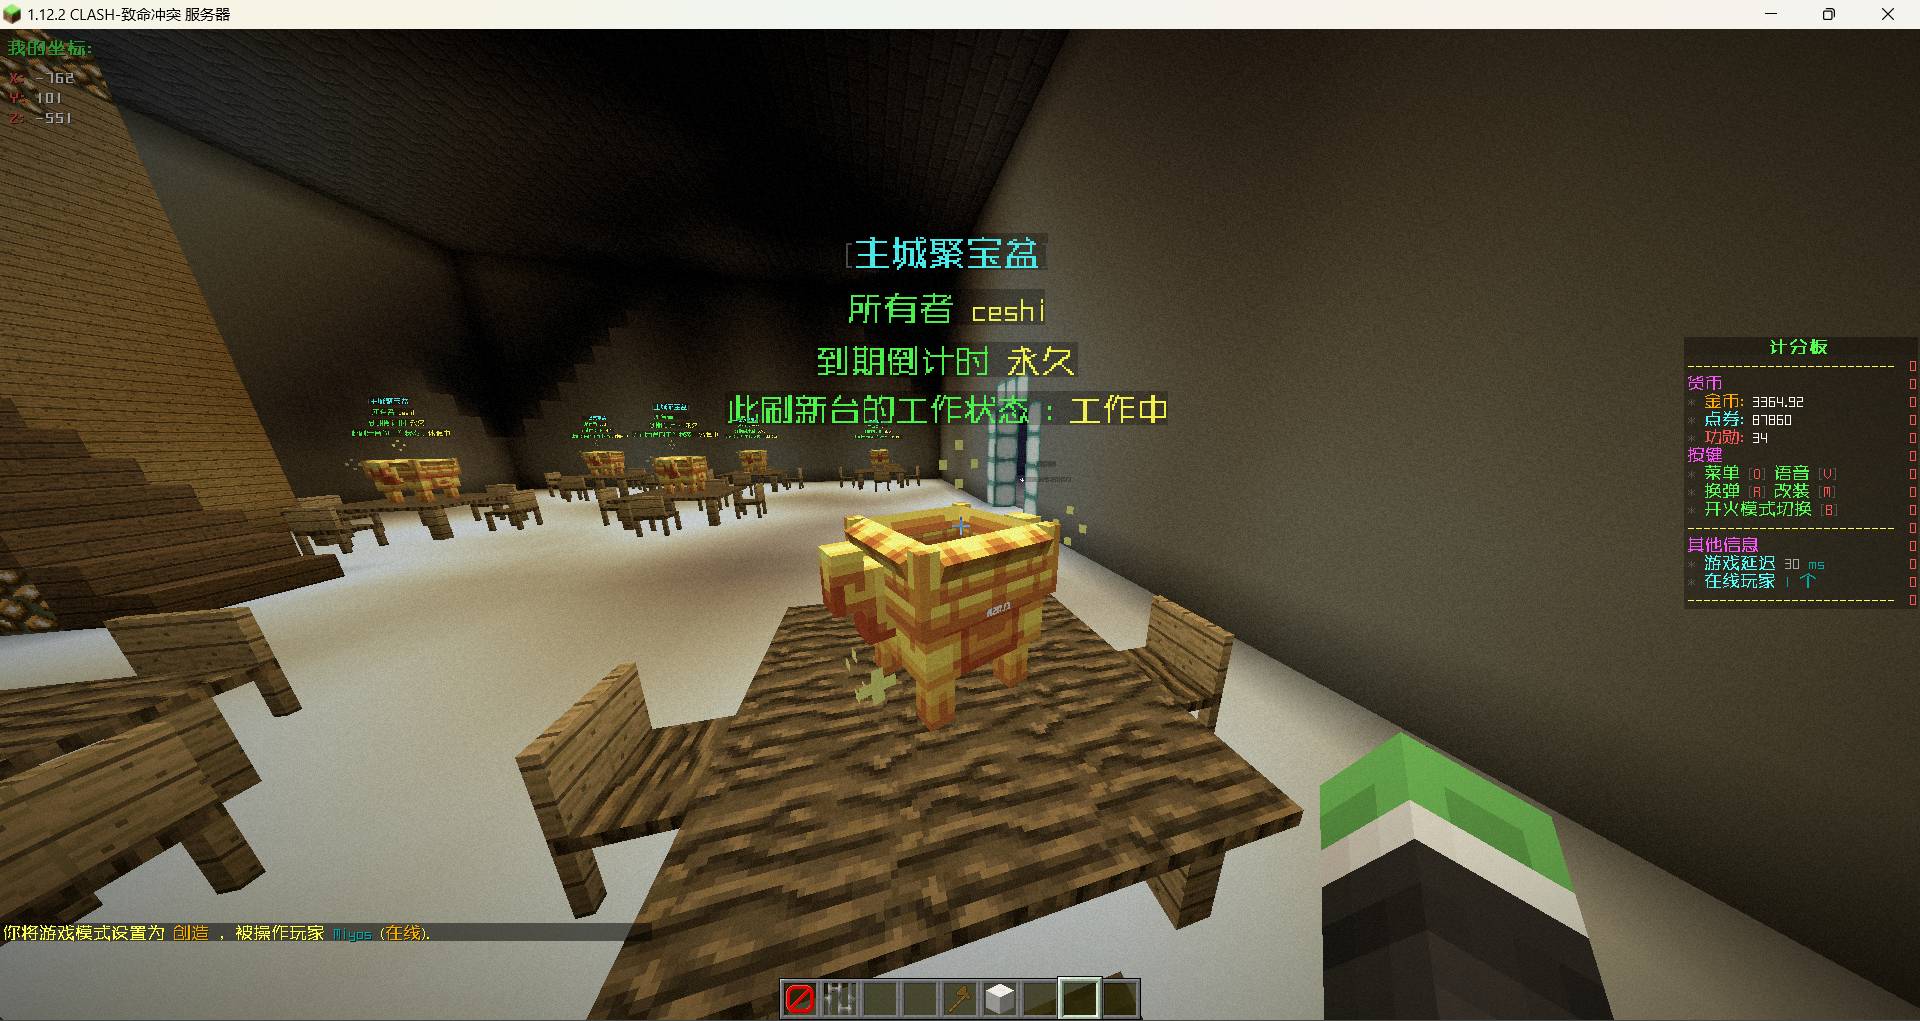 1.12.2 CLASH-致命冲突 服务器
我的坐标:
X: -762
Y: 101
Z: -551
[主城聚宝盆]
所有者 ceshi
到期倒计时 永久
此刷新台的工作状态 : 工作中
计分板
货币
* 金币: 3364.92
* 点券: 87860
* 功勋: 34
按键
* 菜单 [O] 语音 [V]
* 换弹 [R] 改装 [M]
* 开火模式切换 [B]
其他信息
* 游戏延迟 30 ms
* 在线玩家 1 个
你将游戏模式设置为 创造 , 被操作玩家 Miyos (在线).